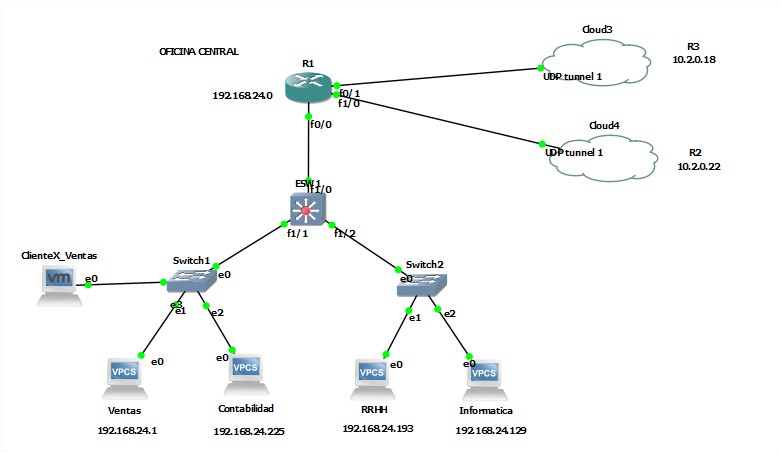 Cloud3
R3
10.2.0.18
OFICINA CENTRAL
R1
UDP tunnel 1
192.168.24.0
f0/1
f1/0
f0/0
Cloud4
UDP tunnel 1
R2
10.2.0.22
ESW1
f1/0
f1/1
f1/2
ClienteX_Ventas
vm
e0
Switch1
e0
e3
e1
e2
Switch2
e0
e1
e2
e0
VPCS
Ventas
192.168.24.1
e0
VPCS
Contabilidad
192.168.24.225
e0
VPCS
RRHH
192.168.24.193
e0
VPCS
Informatica
192.168.24.129